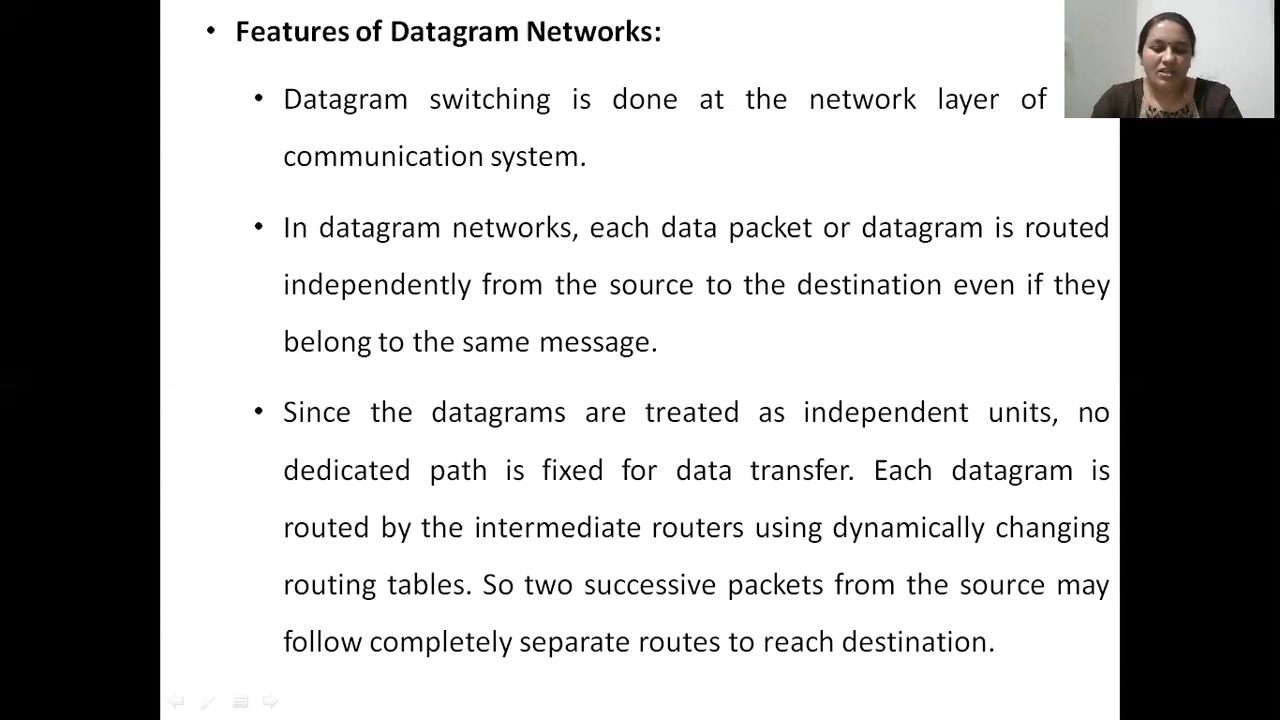 • Features of Datagram Networks:
• Datagram switching is done at the network layer of
communication system.
• In datagram networks, each data packet or datagram is routed
independently from the source to the destination even if they
belong to the same message.
• Since the datagrams are treated as independent units, no
dedicated path is fixed for data transfer. Each datagram is
routed by the intermediate routers using dynamically changing
routing tables. So two successive packets from the source may
follow completely separate routes to reach destination.